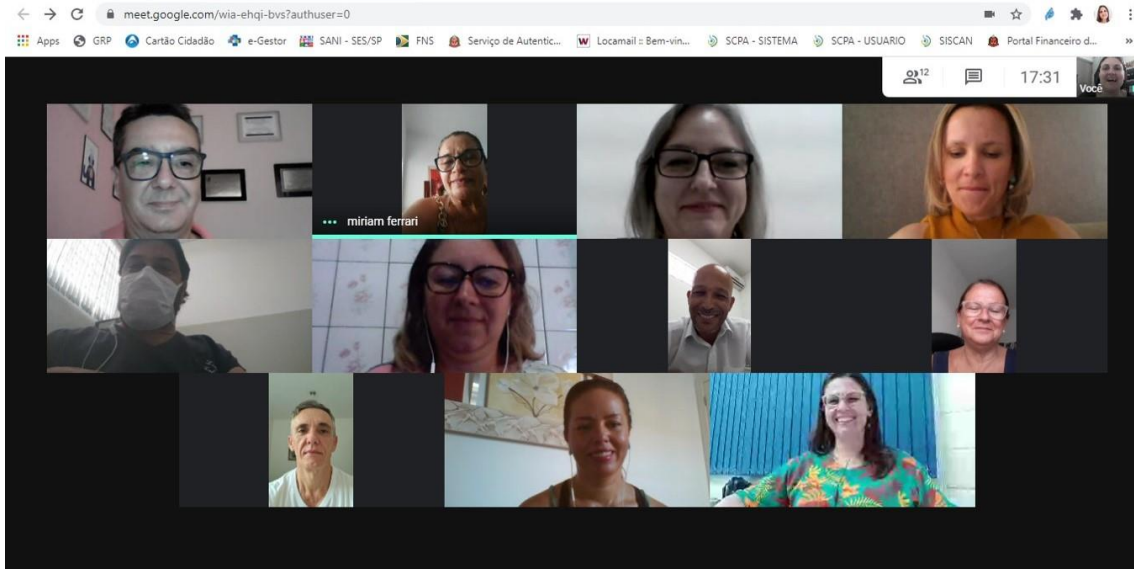 meet.google.com/wia-ehqi-bvs?authuser=0
Apps GRP Cartão Cidadão e-Gestor SANI - SES/SP FNS Serviço de Autentic... Locamail :: Bem-vin... SCPA - SISTEMA SCPA - USUARIO SISCAN Portal Financeiro d... »
12 17:31 Você
miriam ferrari